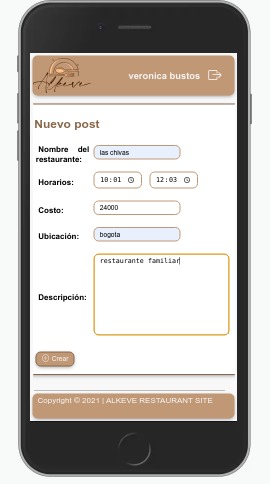 Alkeve
veronica bustos
Nuevo post
Nombre del
restaurante:
las chivas
Horarios:
10:01
12:03
Costo:
24000
Ubicación:
bogota
restaurante familiar
Descripción:
Crear
Copyright © 2021 | ALKEVE RESTAURANT SITE